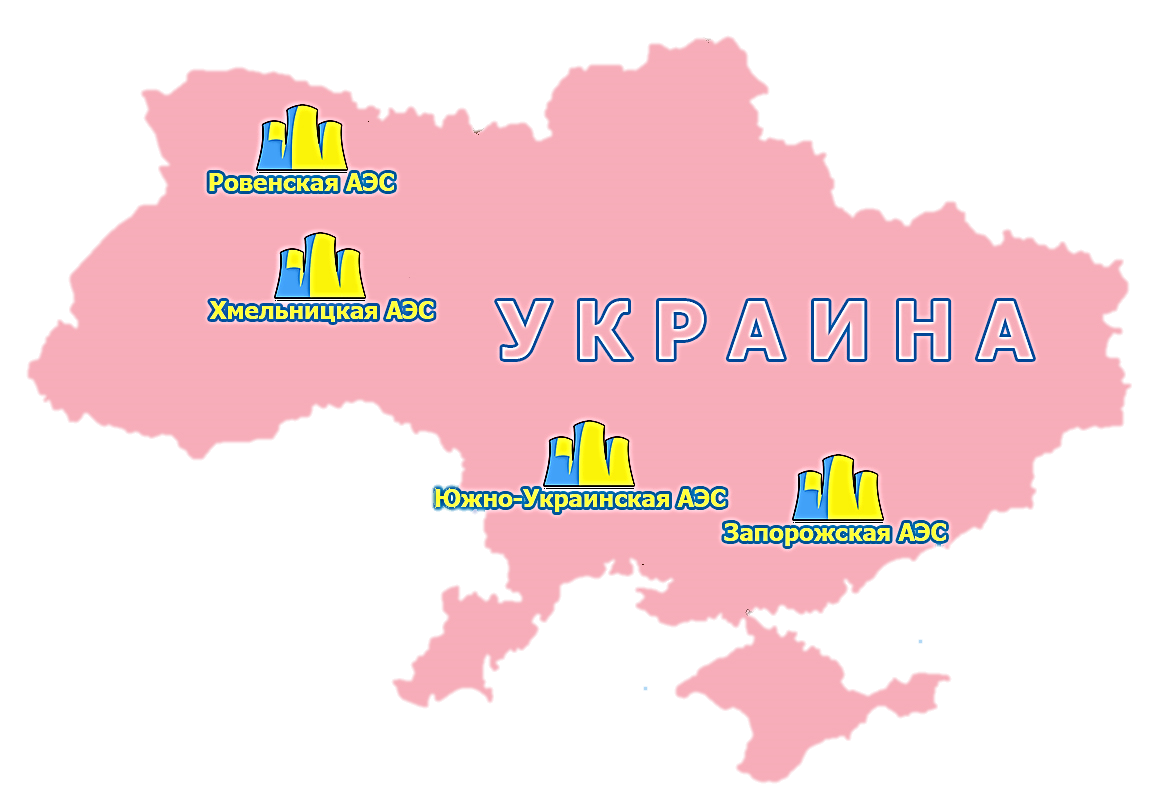 Ровенская АЭС
Хмельницкая АЭС
УКРАИНА
Южно-Украинская АЭС
Запорожская АЭС